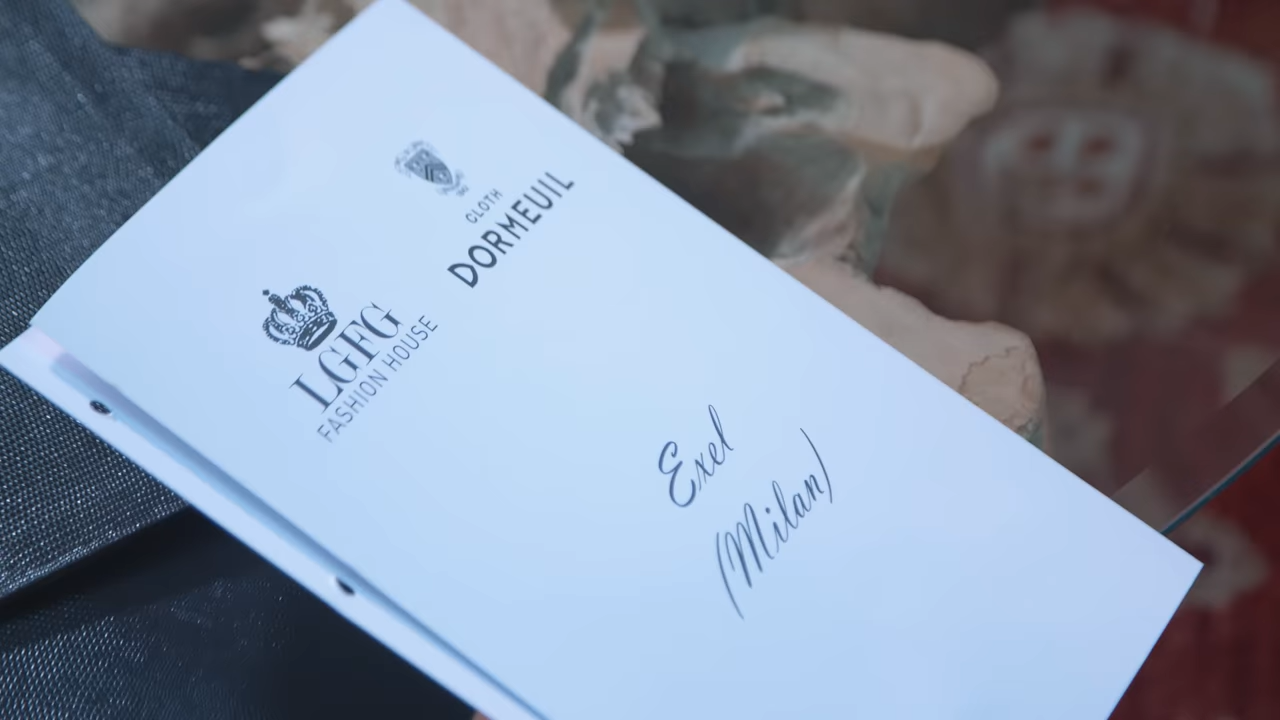 CLOTH
DORMEUIL
LGFG
FASHION HOUSE
Exel
(Milan)